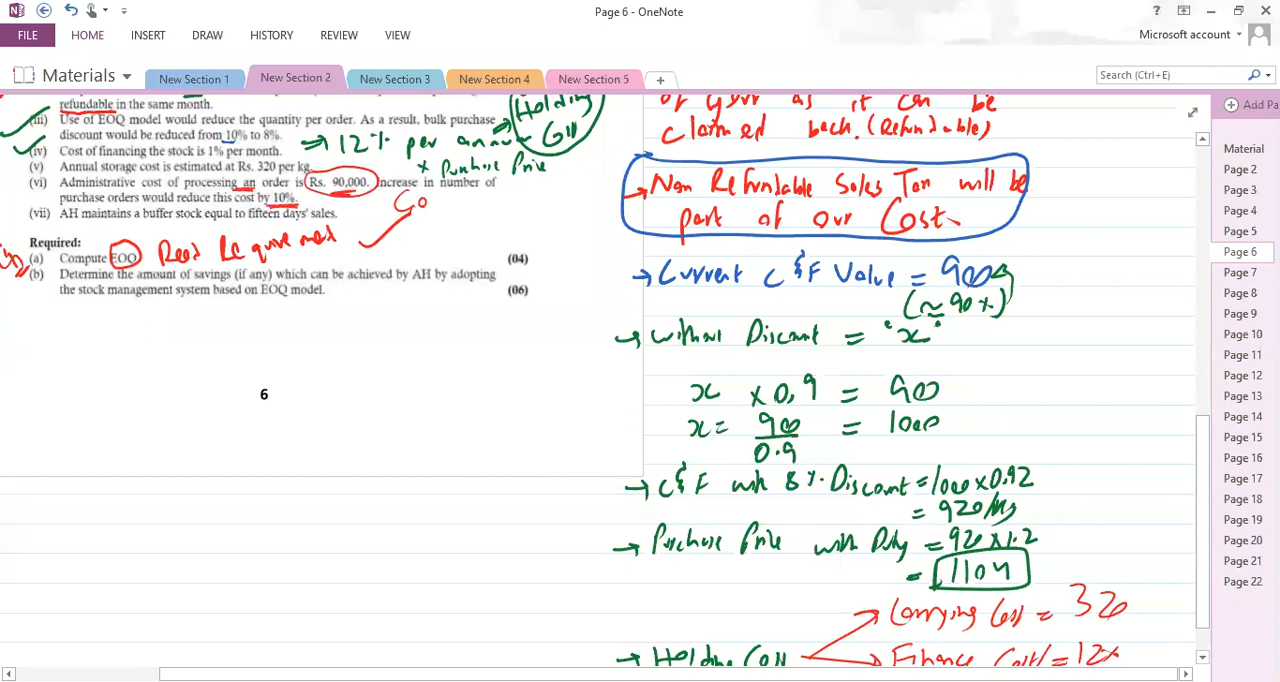 Page 6 - OneNote
FILE HOME INSERT DRAW HISTORY REVIEW VIEW
Microsoft account
Materials
New Section 1 New Section 2 New Section 3 New Section 4 New Section 5
Search (Ctrl+E)
Add Pa
Material
Page 2
Page 3
Page 4
Page 5
Page 6
Page 7
Page 8
Page 9
Page 10
Page 11
Page 12
Page 13
Page 14
Page 15
Page 16
Page 17
Page 18
Page 19
Page 20
Page 21
Page 22
refundable in the same month.
(iii) Use of EOQ model would reduce the quantity per order. As a result, bulk purchase
discount would be reduced from 10% to 8%.
(iv) Cost of financing the stock is 1% per month.
(v) Annual storage cost is estimated at Rs. 320 per kg.
(vi) Administrative cost of processing an order is Rs. 90,000. Increase in number of
purchase orders would reduce this cost by 10%.
(vii) AH maintains a buffer stock equal to fifteen days' sales.
Required:
(a) Compute EOQ (04)
(b) Determine the amount of savings (if any) which can be achieved by AH by adopting
the stock management system based on EOQ model. (06)
6
Holding
→ 12% per annum
x Purchase Price
Co
Read Requirement
as it can be
claimed back. (Refundable)
→ Non Refundable Sales Tax will be
part of our Cost
→ Current C&F Value = 900
(≈ 90%)
→ without Discount = 'x'
x x 0.9 = 900
x = 900 / 0.9 = 1000
→ C&F with 8% Discount = 1000 x 0.92
= 920/kg
→ Purchase Price with Duty = 920 x 1.2
= 1104
Carrying Cost = 320
→ Holding Cost
Finance Cost = 12%